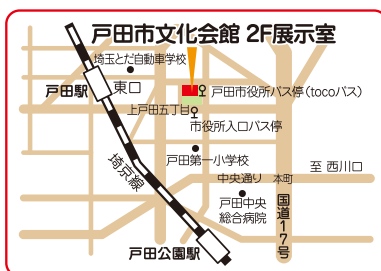 戸田市文化会館 2F展示室
埼玉とだ自動車学校
戸田駅
東口
戸田市役所バス停（tocoバス）
上戸田五丁目
市役所入口バス停
戸田第一小学校
埼京線
至 西川口
中央通り
本町
戸田中央
総合病院
国道17号
戸田公園駅